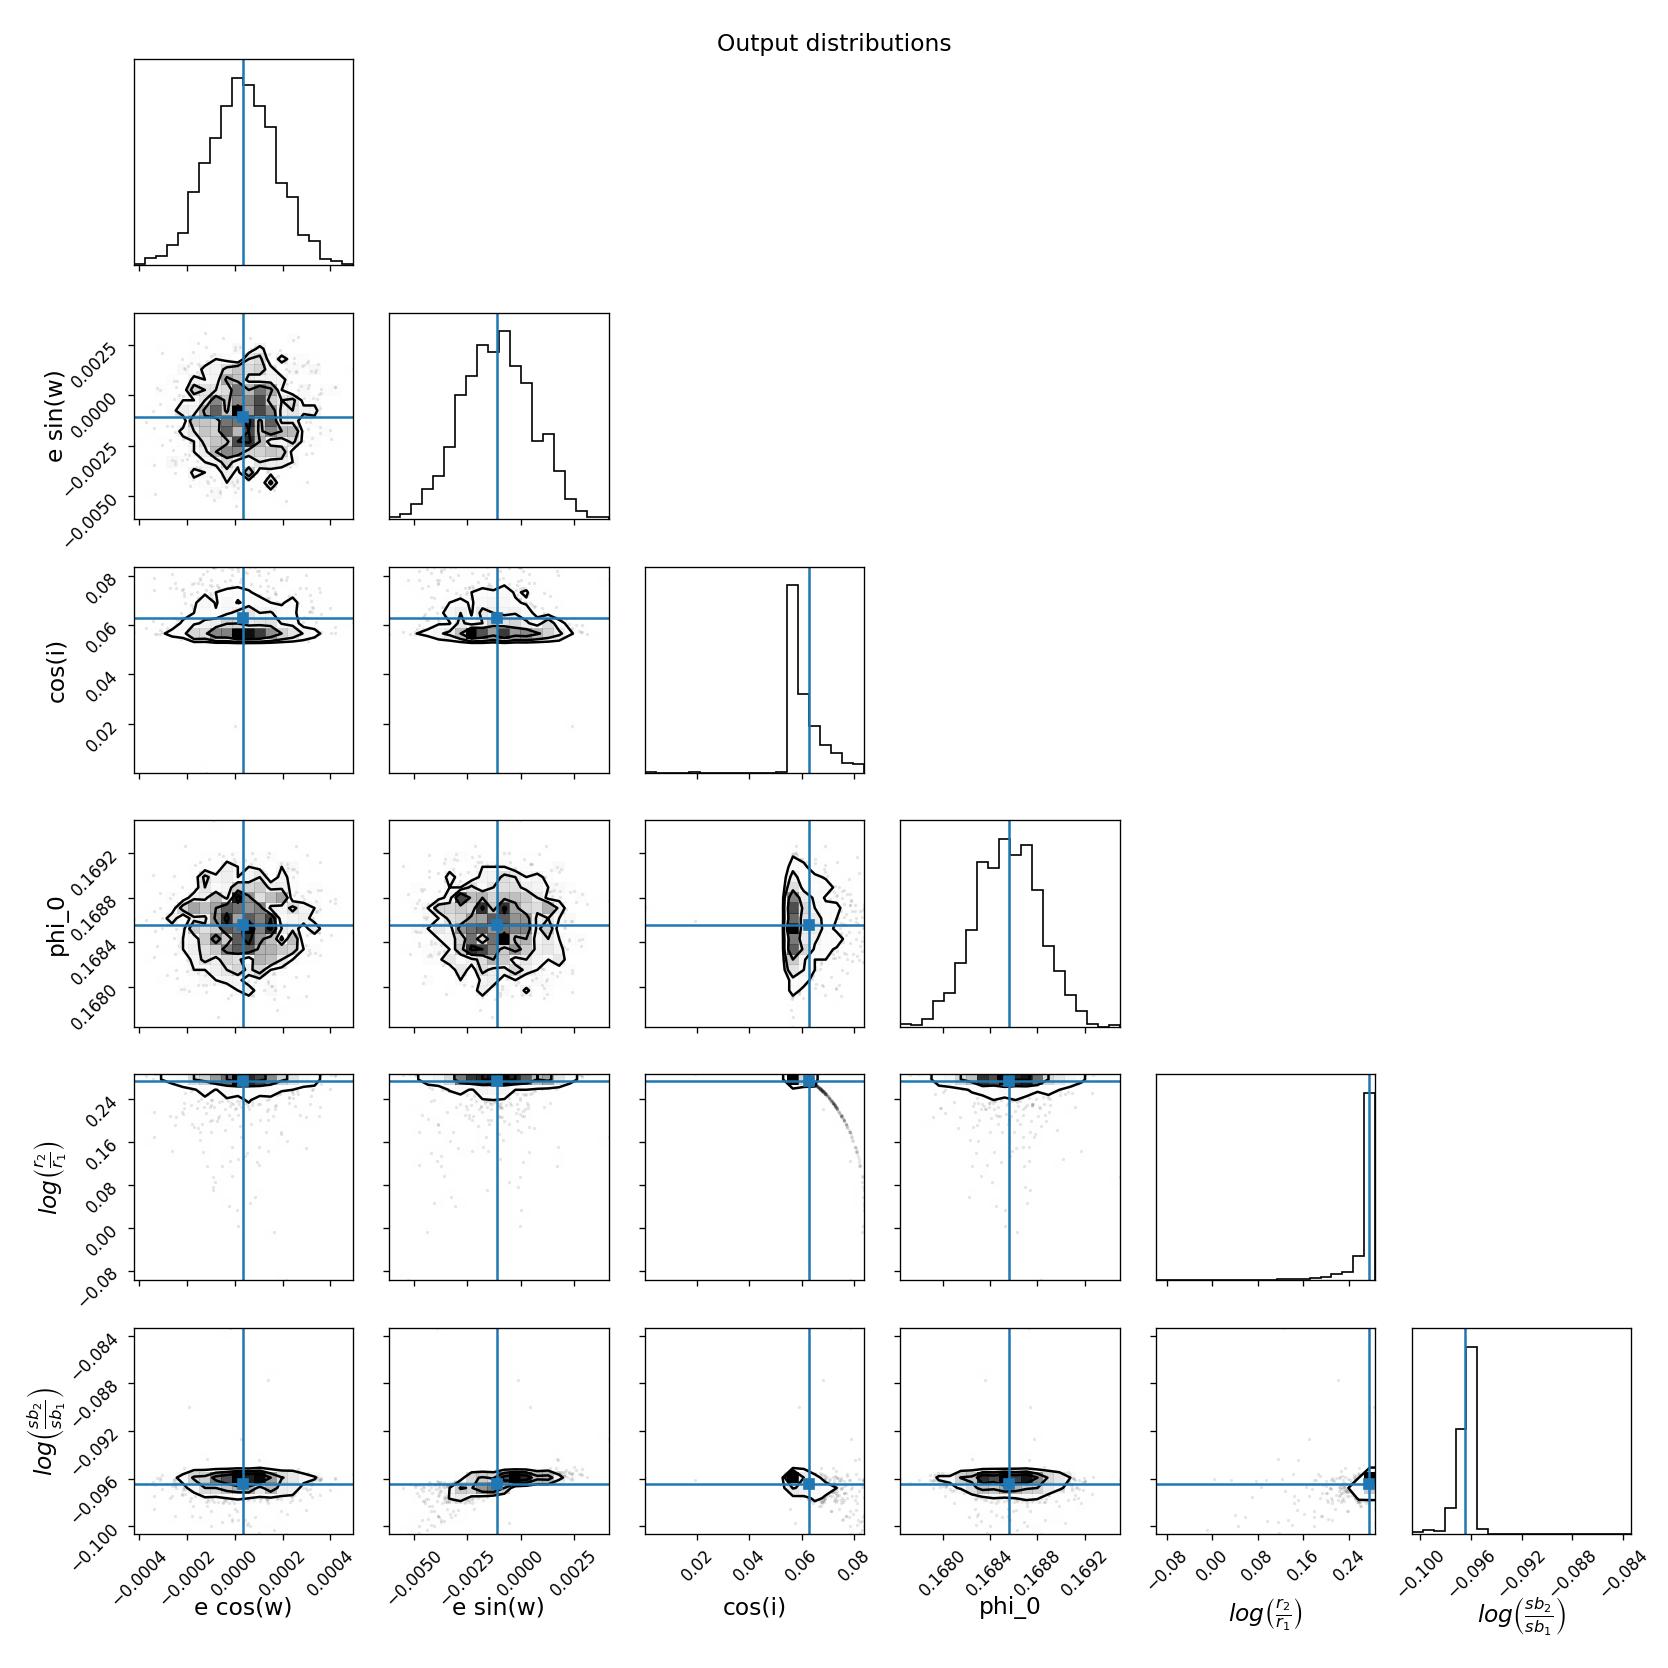 Output distributions
e sin(w)
0.0025
0.0000
−0.0025
−0.0050
cos(i)
0.08
0.06
0.04
0.02
phi_0
0.1692
0.1688
0.1684
0.1680
log(r2/r1)
0.24
0.16
0.08
0.00
−0.08
log(sb2/sb1)
−0.084
−0.088
−0.092
−0.096
−0.100
−0.0004 −0.0002 0.0000 0.0002 0.0004
−0.0050 −0.0025 0.0000 0.0025
0.02 0.04 0.06 0.08
0.1680 0.1684 0.1688 0.1692
−0.08 0.00 0.08 0.16 0.24
−0.100 −0.096 −0.092 −0.088 −0.084
e cos(w)
e sin(w)
cos(i)
phi_0
log(r2/r1)
log(sb2/sb1)